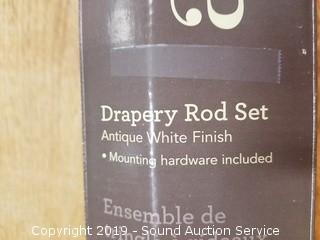 Drapery Rod Set
Antique White Finish
• Mounting hardware included
Ensemble de
Copyright 2019 - Sound Auction Service